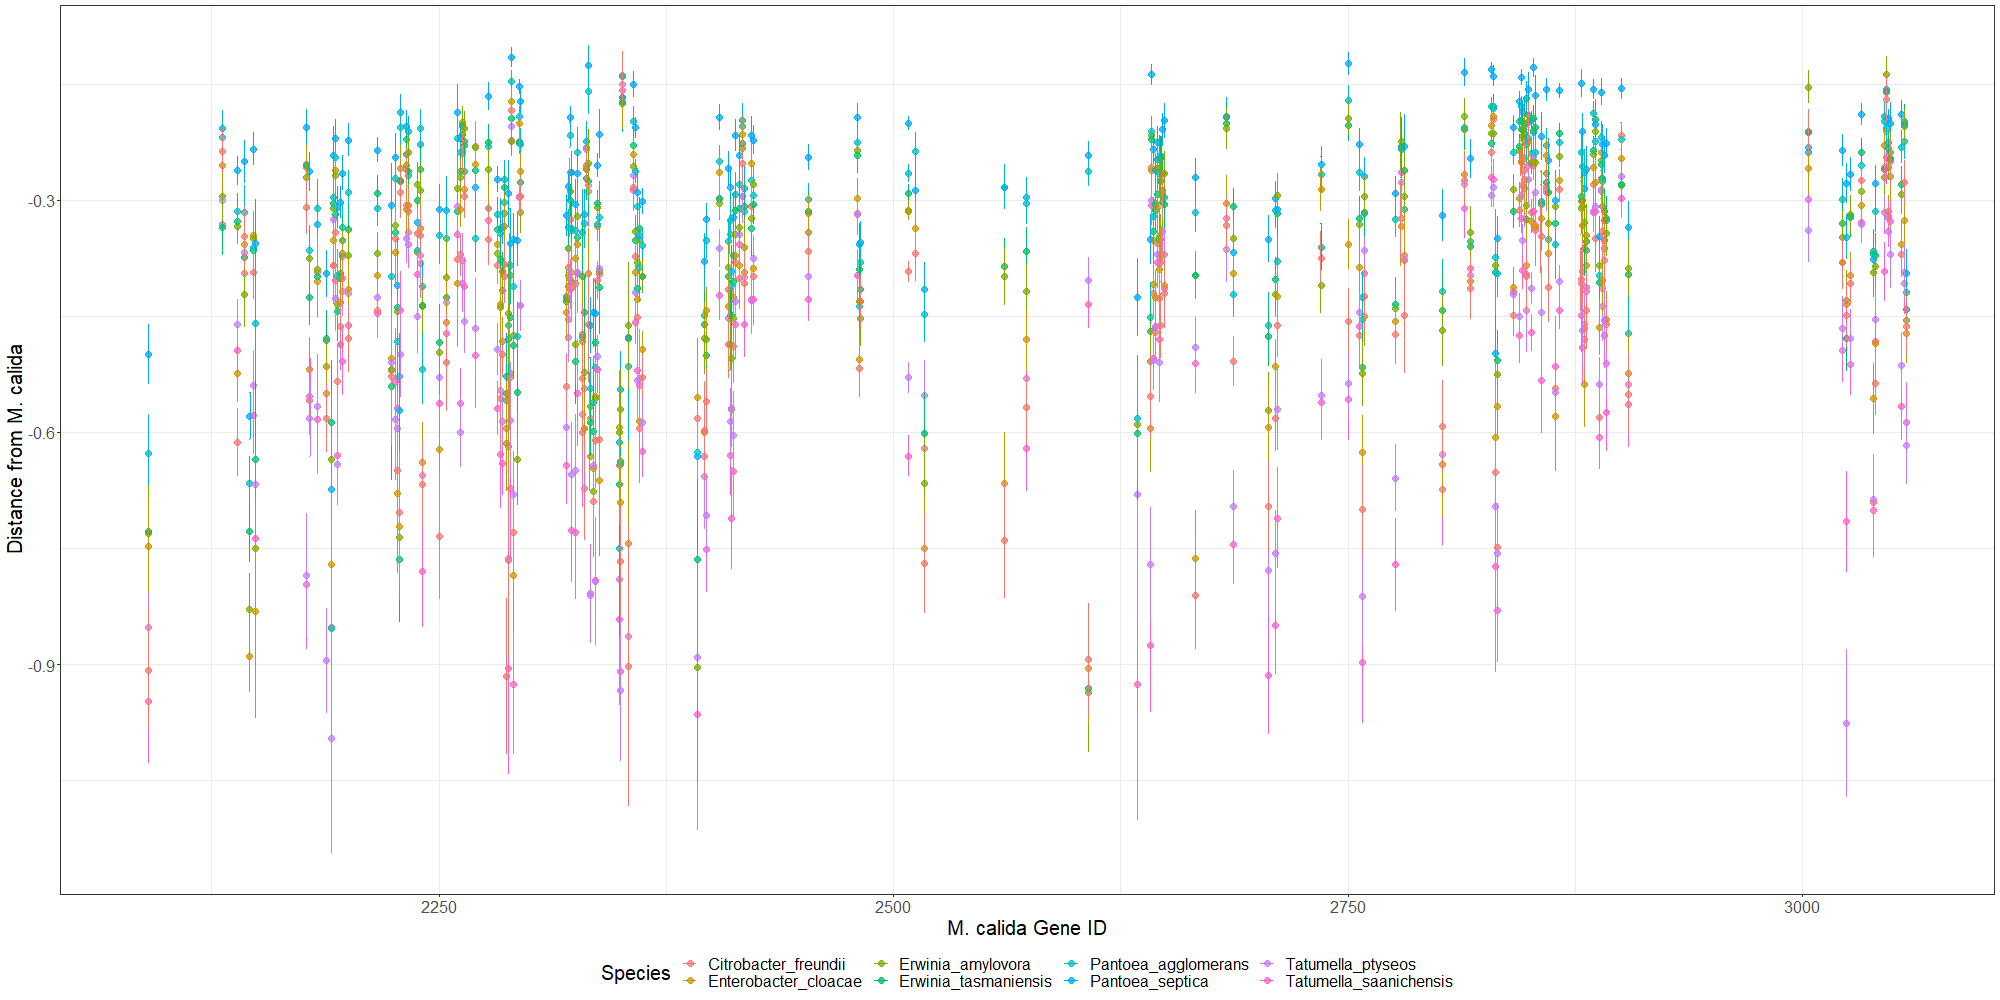 Distance from M. calida
-0.3
-0.6
-0.9
2250 2500 2750 3000
M. calida Gene ID
Species
Citrobacter_freundii Erwinia_amylovora Pantoea_agglomerans Tatumella_ptyseos
Enterobacter_cloacae Erwinia_tasmaniensis Pantoea_septica Tatumella_saanichensis